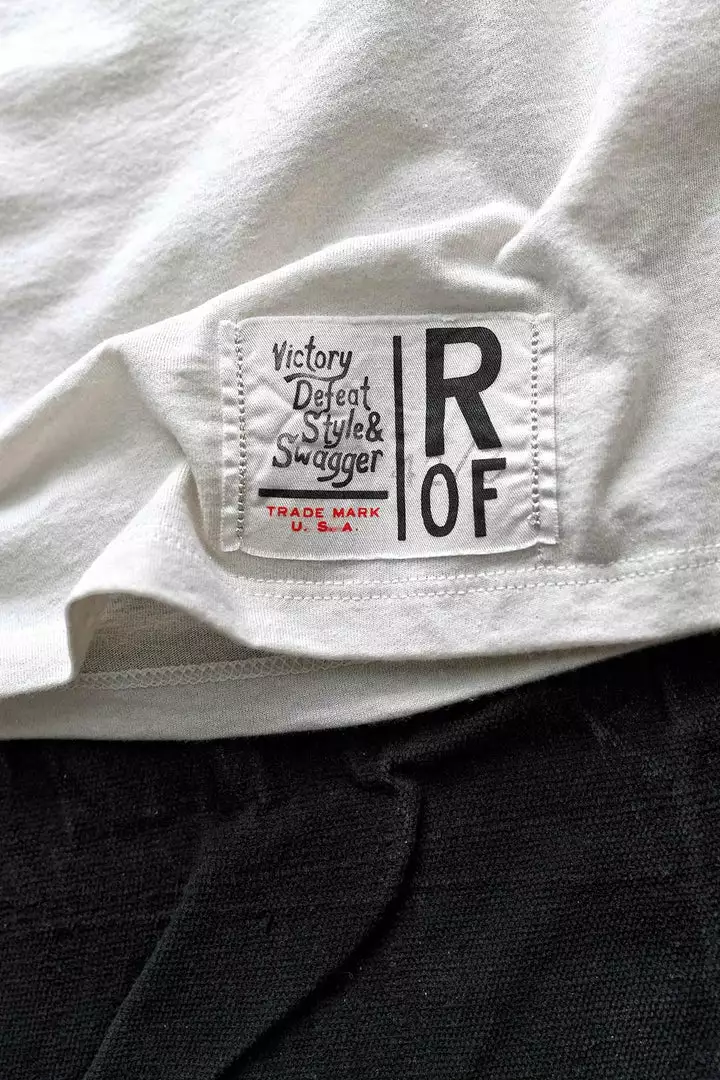 Victory
Defeat
Style&
Swagger
TRADE MARK
U. S. A.
R
OF